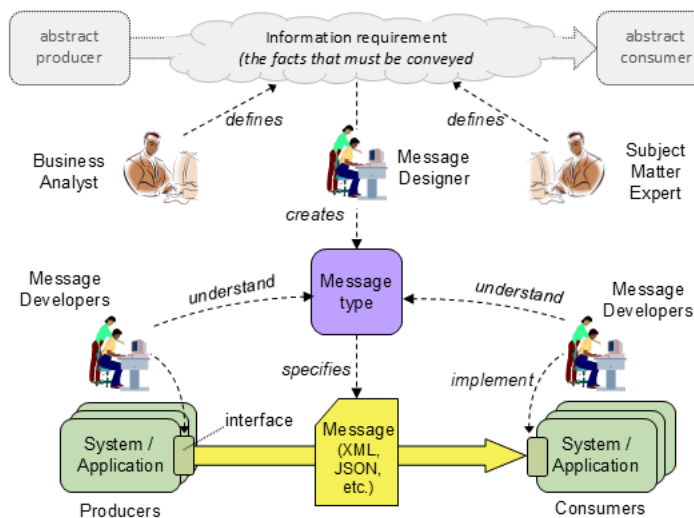 abstract
producer
Information requirement
(the facts that must be conveyed
abstract
consumer
defines
defines
Business
Analyst
Message
Designer
Subject
Matter
Expert
creates
Message
Developers
understand
Message
type
understand
Message
Developers
specifies
implement
interface
System /
Application
Message
(XML,
JSON,
etc.)
System /
Application
Producers
Consumers